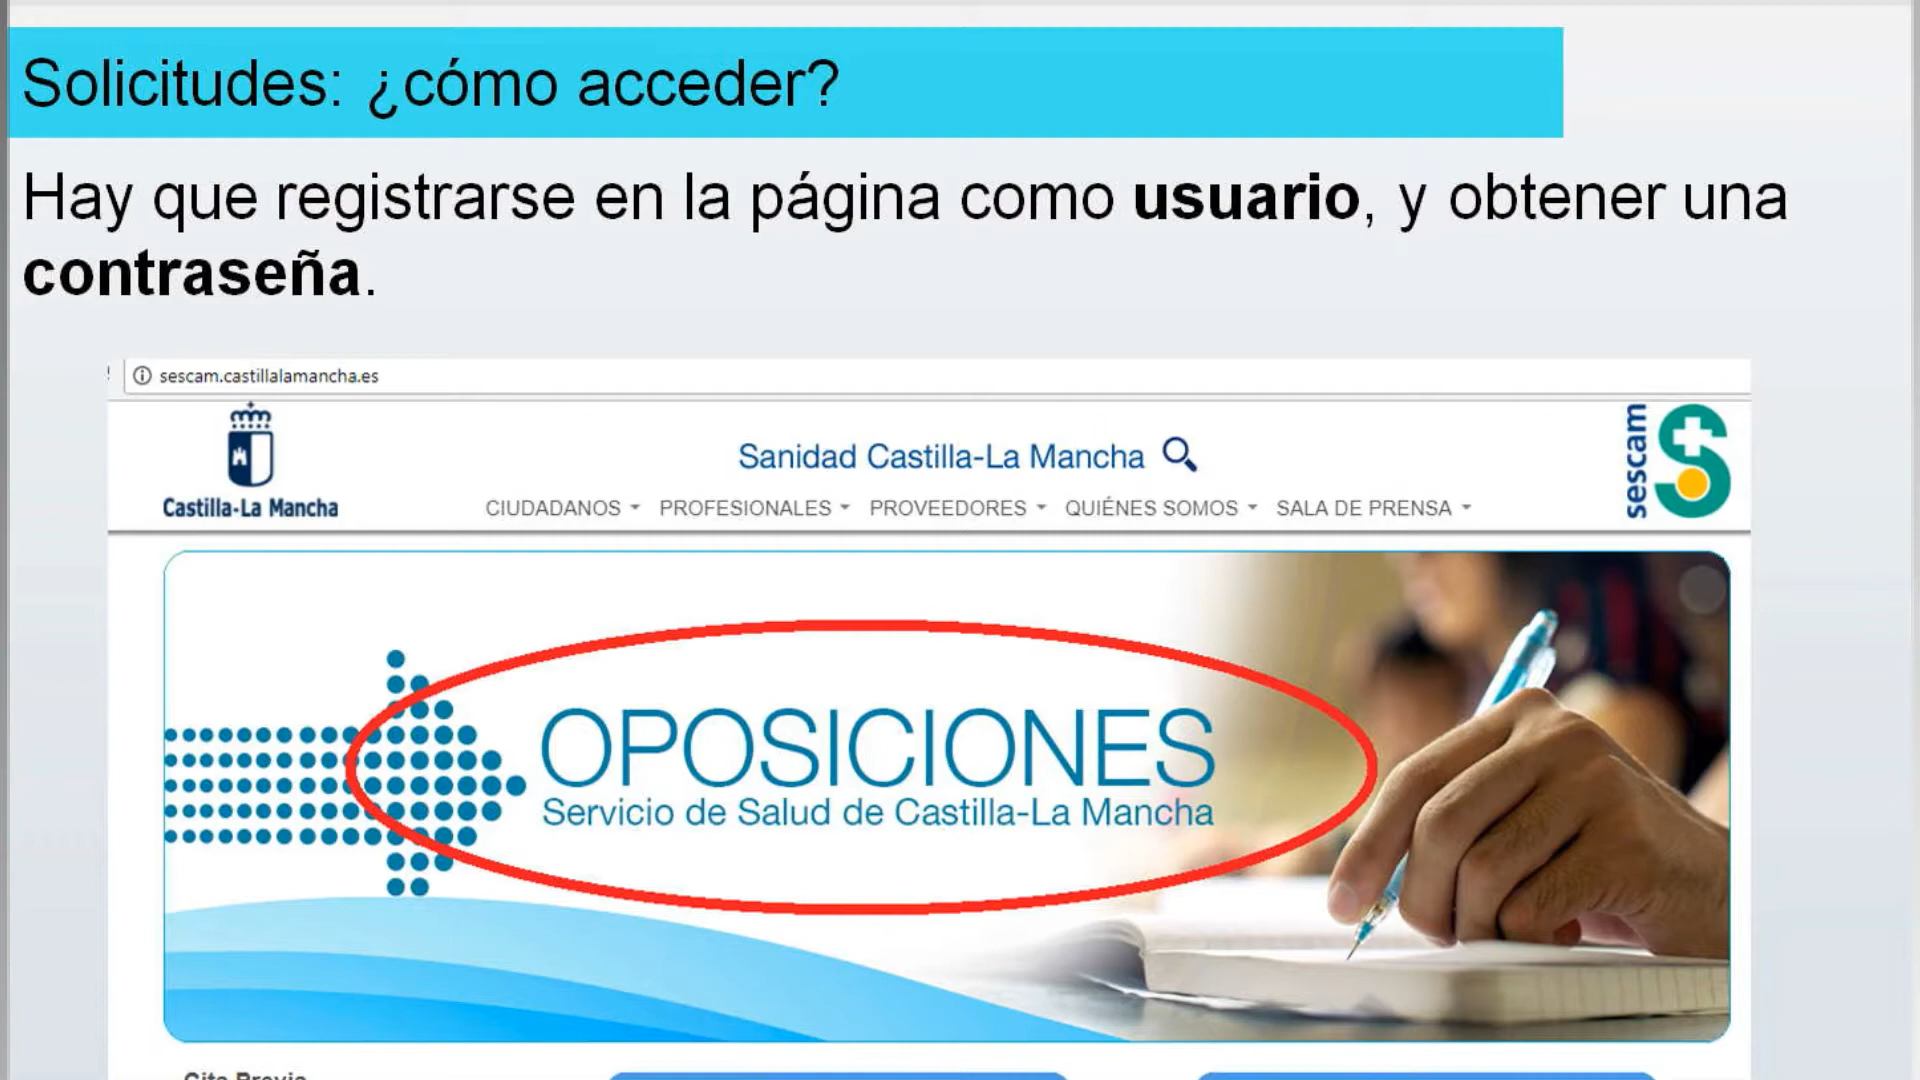 Solicitudes: ¿cómo acceder?
Hay que registrarse en la página como usuario, y obtener una
contraseña.
sescam.castillalamancha.es
Castilla-La Mancha
Sanidad Castilla-La Mancha
CIUDADANOS PROFESIONALES PROVEEDORES QUIÉNES SOMOS SALA DE PRENSA
sescam
OPOSICIONES
Servicio de Salud de Castilla-La Mancha
Cita Previa